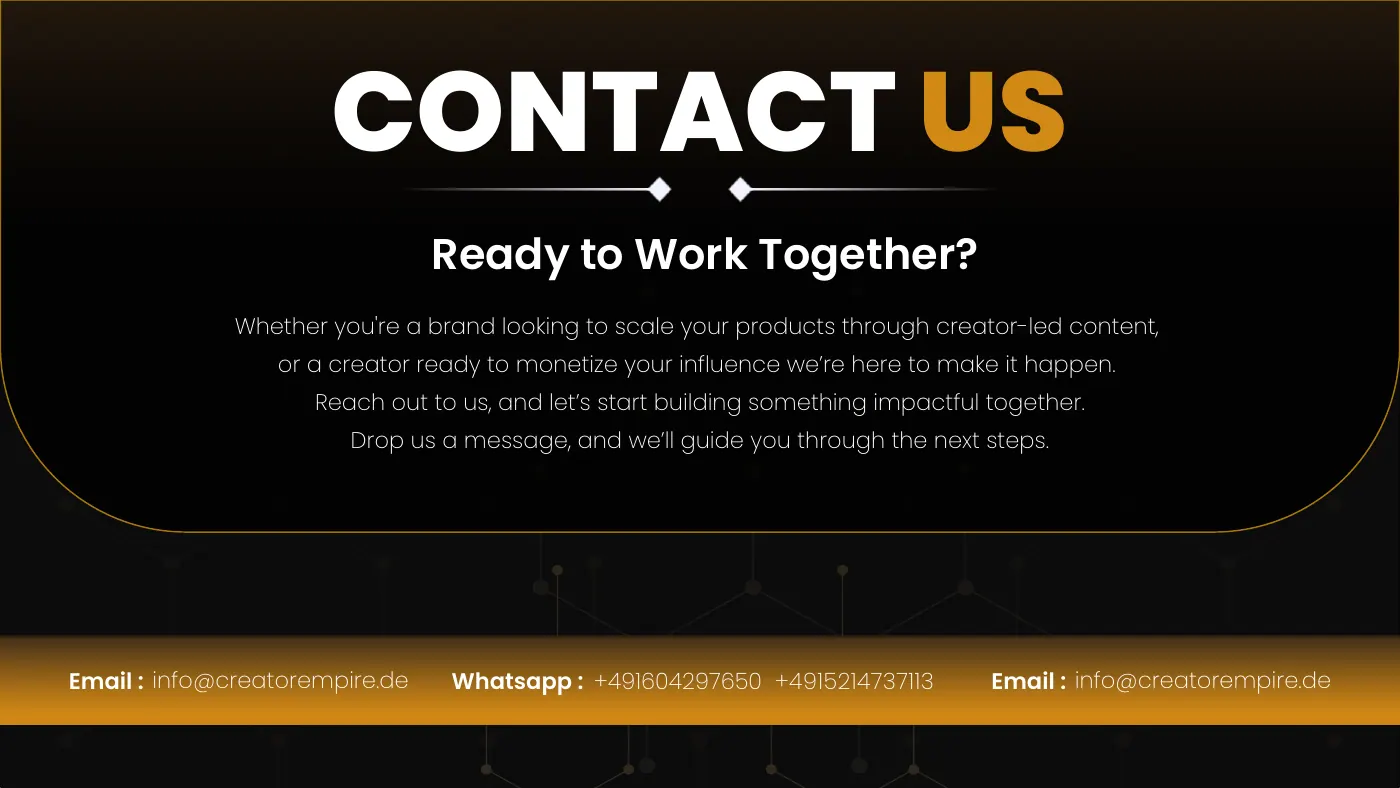 CONTACT US
Ready to Work Together?
Whether you're a brand looking to scale your products through creator-led content,
or a creator ready to monetize your influence we’re here to make it happen.
Reach out to us, and let’s start building something impactful together.
Drop us a message, and we’ll guide you through the next steps.
Email : info@creatorempire.de Whatsapp : +491604297650 +4915214737113 Email : info@creatorempire.de